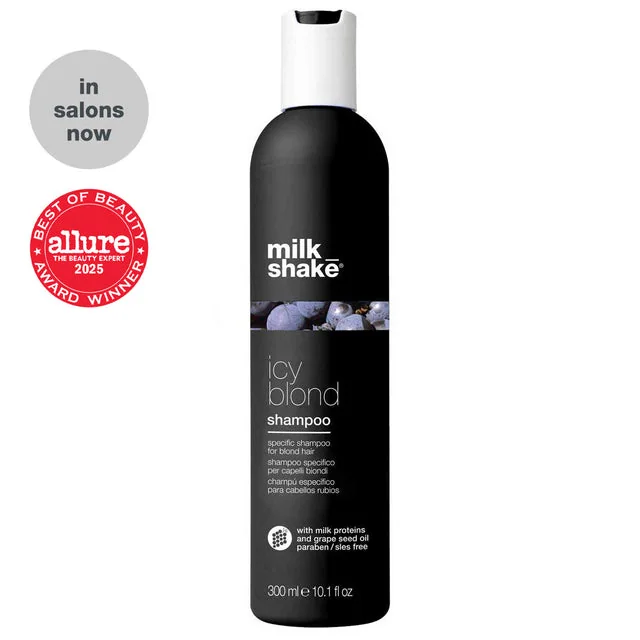 in
salons
now
BEST OF BEAUTY
allure
THE BEAUTY EXPERT
2025
AWARD WINNER
milk_
shake®
icy
blond
shampoo
specific shampoo
for blond hair
shampoo specifico
per capelli biondi
champú específico
para cabellos rubios
with milk proteins
and grape seed oil
paraben / sles free
300 ml e 10.1 fl oz